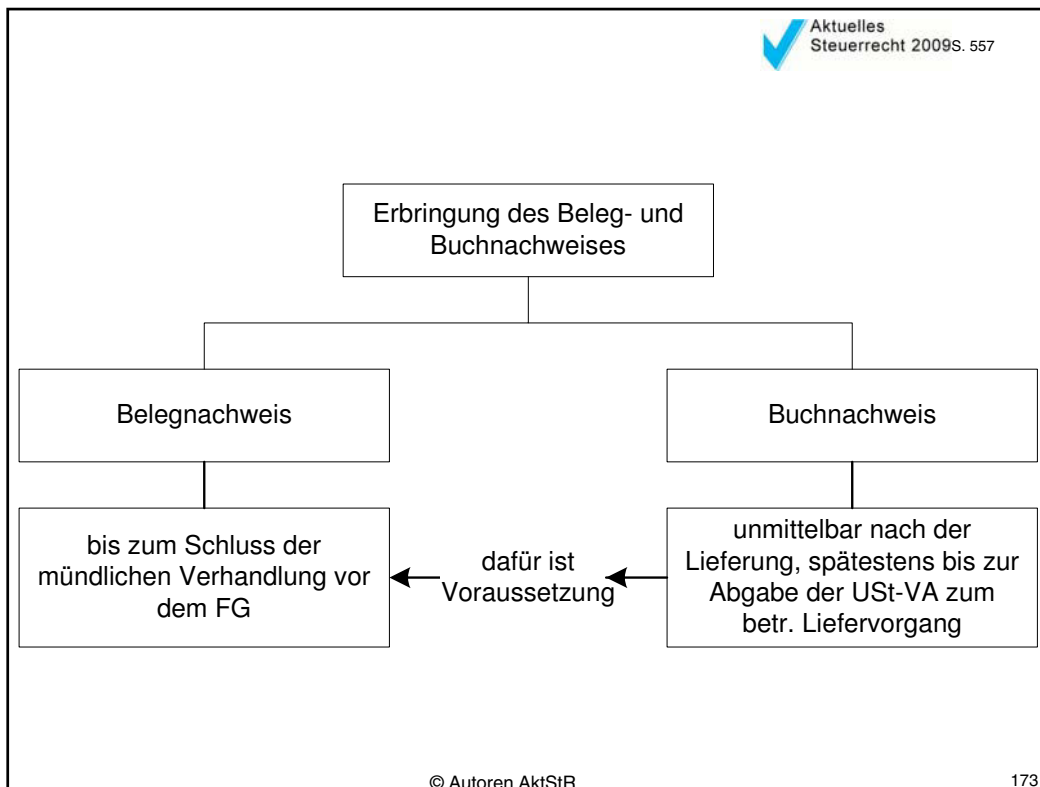 Aktuelles
Steuerrecht 2009S. 557
Erbringung des Beleg- und
Buchnachweises
Belegnachweis
Buchnachweis
bis zum Schluss der
mündlichen Verhandlung vor
dem FG
dafür ist
Voraussetzung
unmittelbar nach der
Lieferung, spätestens bis zur
Abgabe der USt-VA zum
betr. Liefervorgang
© Autoren AktStR
173